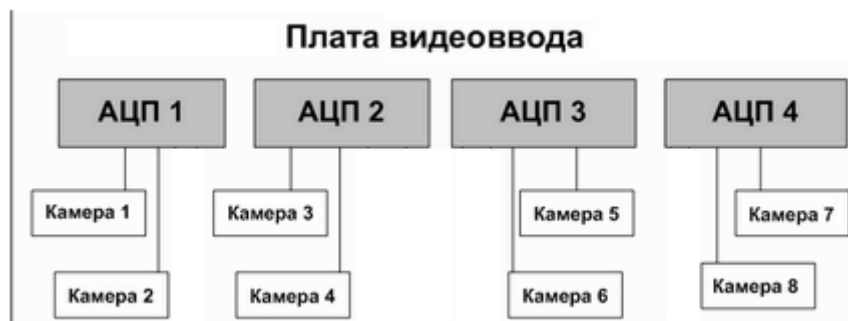 Плата видеоввода
АЦП 1
АЦП 2
АЦП 3
АЦП 4
Камера 1
Камера 3
Камера 5
Камера 7
Камера 2
Камера 4
Камера 6
Камера 8